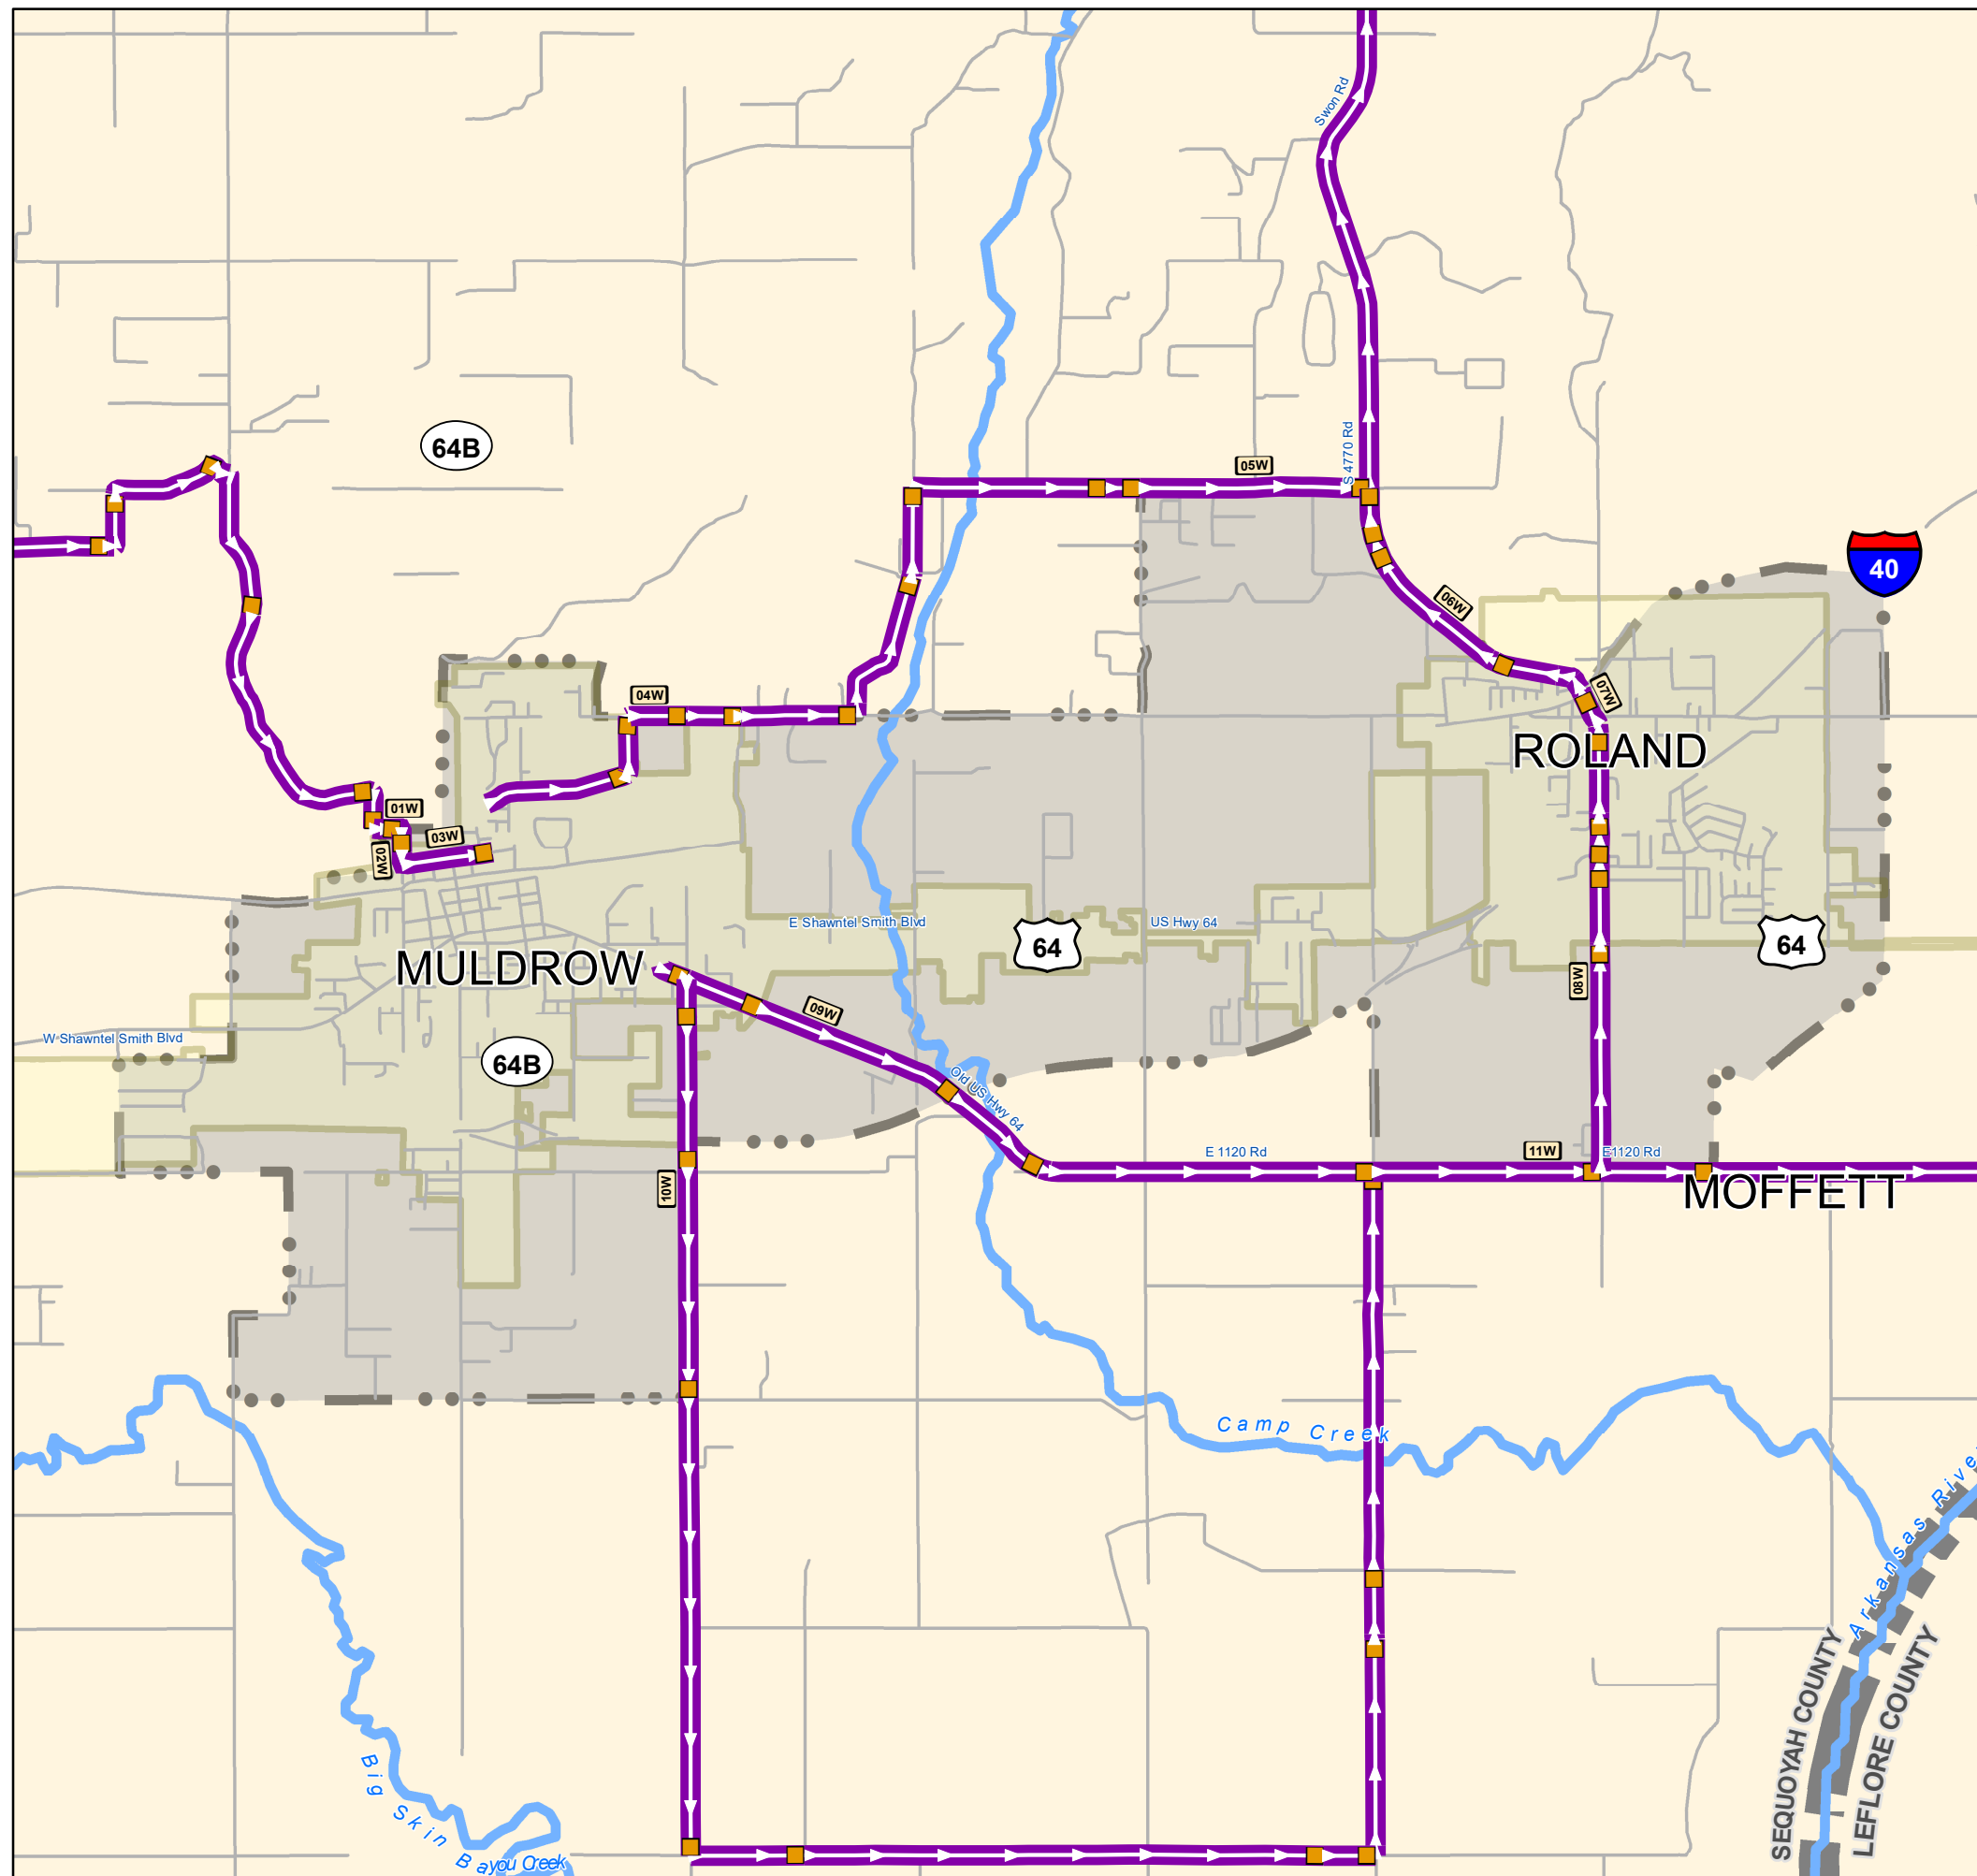 Swon Rd
64B
S 4770 Rd
05W
40
06W
04W
07W
ROLAND
01W
03W
02W
E Shawntel Smith Blvd
US Hwy 64
64
64
MULDROW
08W
09W
W Shawntel Smith Blvd
64B
Old US Hwy 64
E 1120 Rd
11W
E1120 Rd
10W
MOFFETT
Camp Creek
Arkansas River
SEQUOYAH COUNTY
LEFLORE COUNTY
Big Skin Bayou Creek